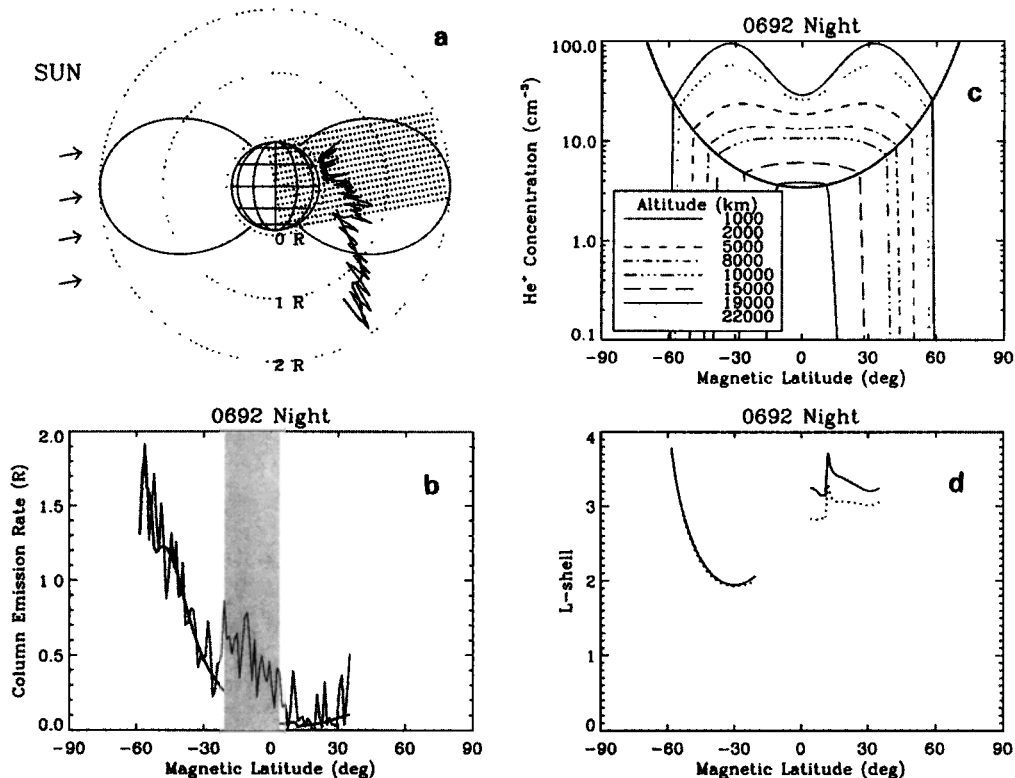 a
SUN
0 R
1 R
2 R
0692 Night
c
He+ Concentration (cm-3)
100.0
10.0
1.0
0.1
Altitude (km)
1000
2000
5000
8000
10000
15000
19000
22000
-90 -60 -30 0 30 60 90
Magnetic Latitude (deg)
0692 Night
b
Column Emission Rate (R)
2.0
1.5
1 0
0.5
0.0
-90 -60 -30 0 30 60 90
Magnetic Latitude (deg)
0692 Night
d
L-shell
4
3
2
1
0
-90 -60 -30 0 30 60 90
Magnetic Latitude (deg)